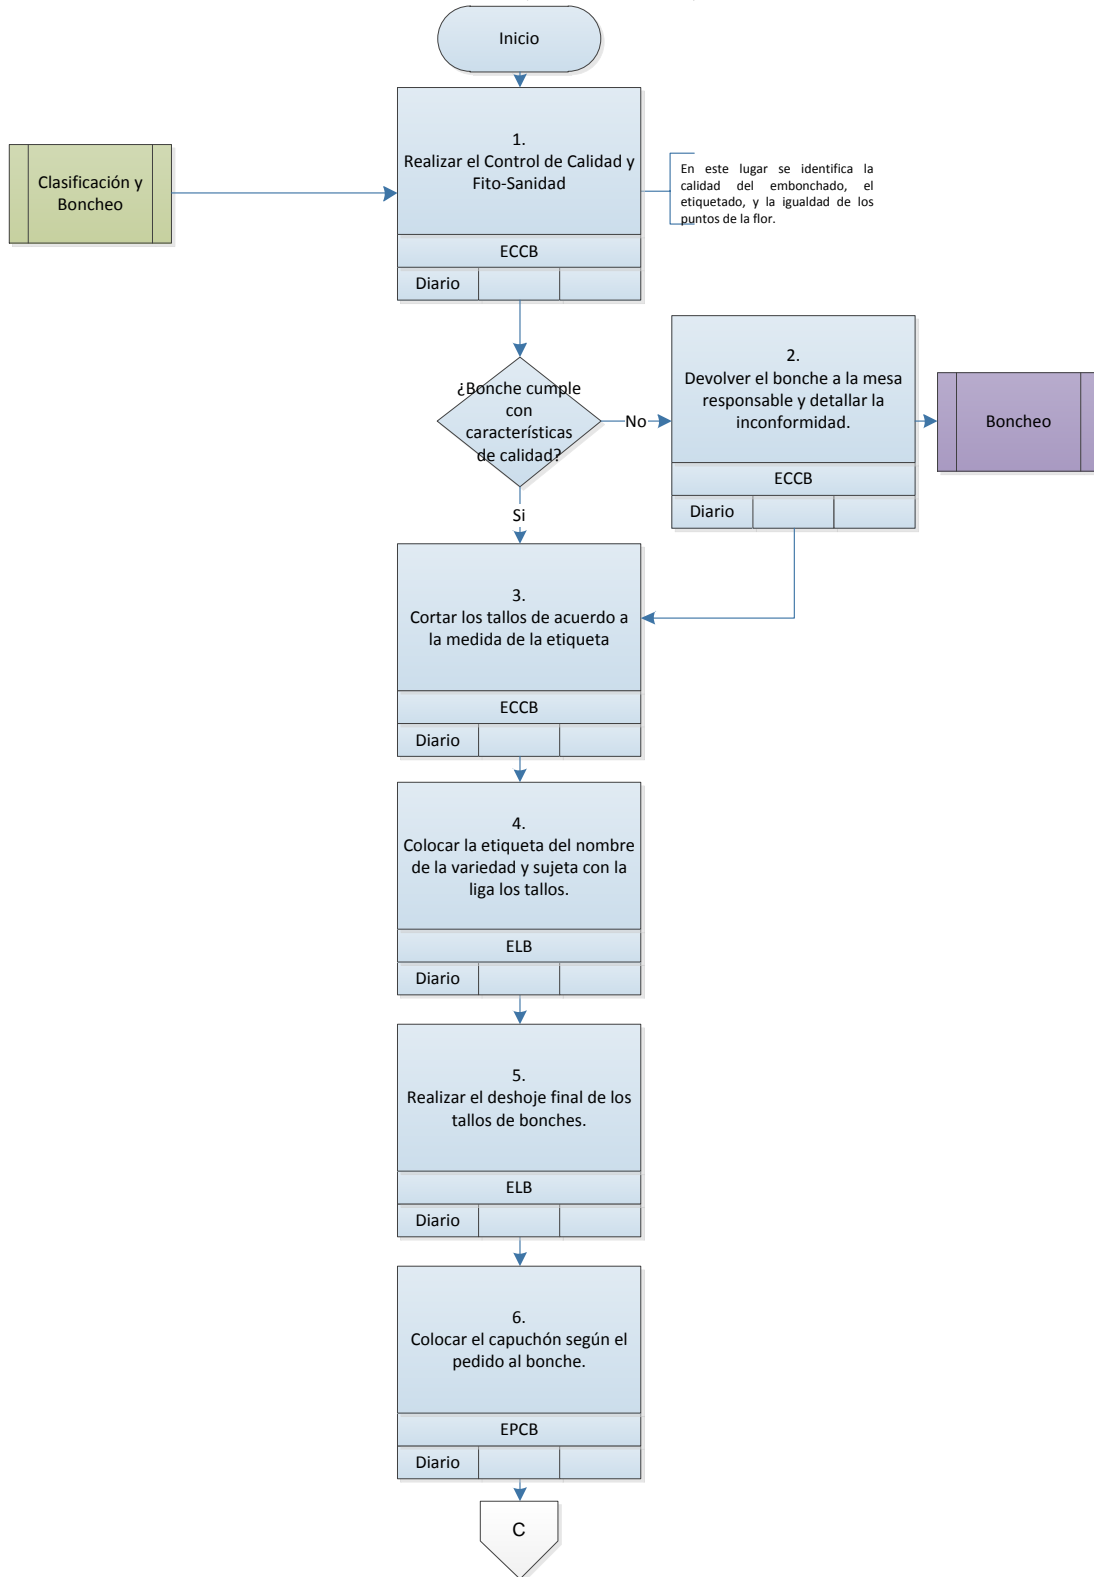 Inicio
1.
Realizar el Control de Calidad y
Fito-Sanidad
ECCB
Diario
Clasificación y
Boncheo
En este lugar se identifica la
calidad del embonchado, el
etiquetado, y la igualdad de los
puntos de la flor.
¿Bonche cumple
con
características
de calidad?
No
Si
2.
Devolver el bonche a la mesa
responsable y detallar la
inconformidad.
ECCB
Diario
Boncheo
3.
Cortar los tallos de acuerdo a
la medida de la etiqueta
ECCB
Diario
4.
Colocar la etiqueta del nombre
de la variedad y sujeta con la
liga los tallos.
ELB
Diario
5.
Realizar el deshoje final de los
tallos de bonches.
ELB
Diario
6.
Colocar el capuchón según el
pedido al bonche.
EPCB
Diario
C